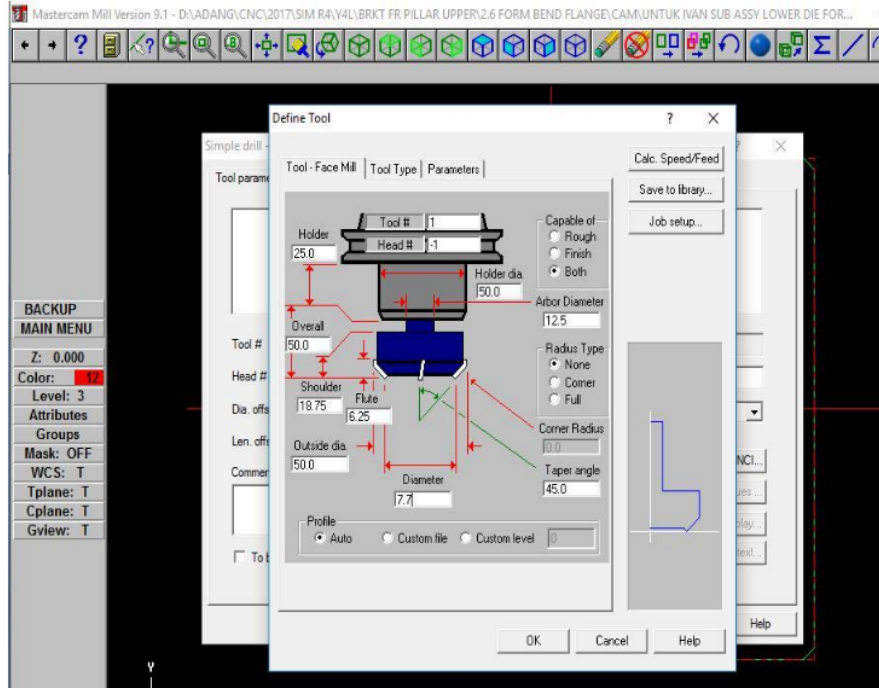 Mastercam Mill Version 9.1 - D:\ADANG\CNC\2017\SIM R4\Y4L\BRKT FR PILLAR UPPER\2.6 FORM BEND FLANGE\CAM\UNTUK IVAN SUB ASSY LOWER DIE FOR...
BACKUP
MAIN MENU
Z: 0.000
Color: 12
Level: 3
Attributes
Groups
Mask: OFF
WCS: T
Tplane: T
Cplane: T
Gview: T
Simple drill -
Tool parame
Tool #
Head #
Dia. offs
Len. offs
Commer
To b
NCI...
ues ...
play...
text...
Help
Define Tool
Tool - Face Mill
Tool Type
Parameters
Calc. Speed/Feed
Save to library...
Job setup...
Tool # 1
Head # -1
Holder
25.0
Holder dia.
50.0
Overall
50.0
Shoulder
18.75
Flute
6.25
Outside dia.
50.0
Diameter
7.7
Capable of
Rough
Finish
Both
Arbor Diameter
12.5
Radius Type
None
Corner
Full
Corner Radius
0.0
Taper angle
45.0
Profile
Auto
Custom file
Custom level
0
OK
Cancel
Help
Y